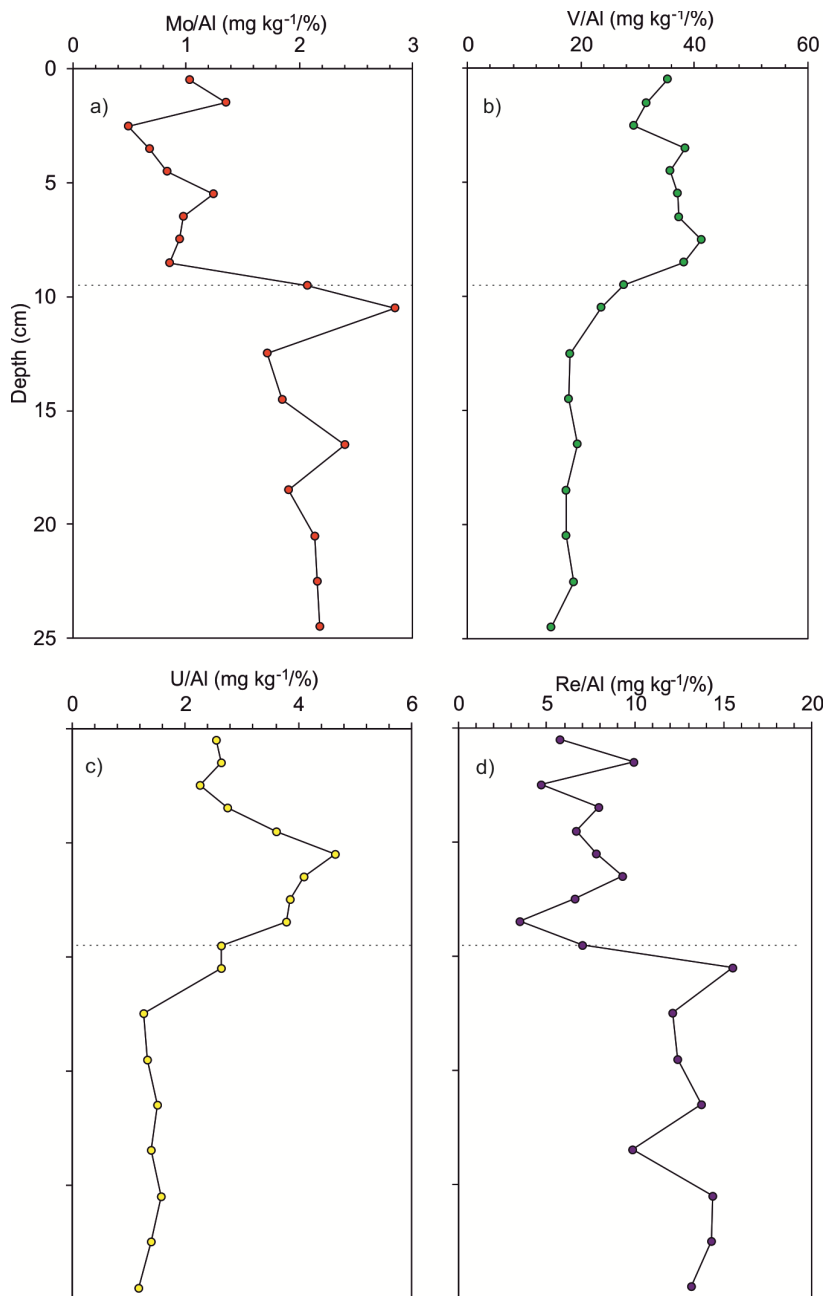 Mo/Al (mg kg⁻¹/%)
0 1 2 3
V/Al (mg kg⁻¹/%)
0 20 40 60
a)
b)
0
5
10
15
20
25
Depth (cm)
U/Al (mg kg⁻¹/%)
0 2 4 6
Re/Al (mg kg⁻¹/%)
0 5 10 15 20
c)
d)